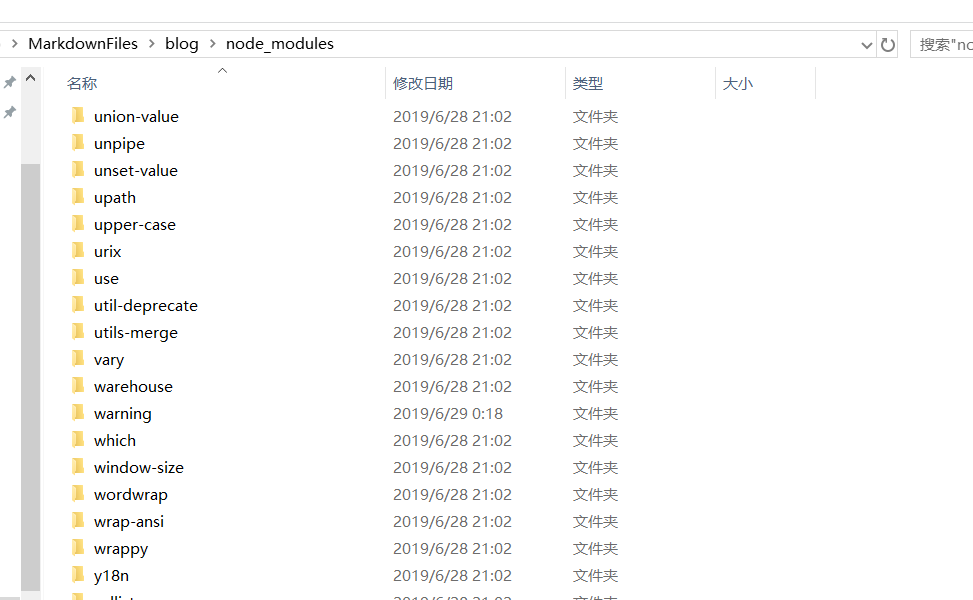 MarkdownFiles > blog > node_modules 搜索"no
名称 修改日期 类型 大小
union-value 2019/6/28 21:02 文件夹
unpipe 2019/6/28 21:02 文件夹
unset-value 2019/6/28 21:02 文件夹
upath 2019/6/28 21:02 文件夹
upper-case 2019/6/28 21:02 文件夹
urix 2019/6/28 21:02 文件夹
use 2019/6/28 21:02 文件夹
util-deprecate 2019/6/28 21:02 文件夹
utils-merge 2019/6/28 21:02 文件夹
vary 2019/6/28 21:02 文件夹
warehouse 2019/6/28 21:02 文件夹
warning 2019/6/29 0:18 文件夹
which 2019/6/28 21:02 文件夹
window-size 2019/6/28 21:02 文件夹
wordwrap 2019/6/28 21:02 文件夹
wrap-ansi 2019/6/28 21:02 文件夹
wrappy 2019/6/28 21:02 文件夹
y18n 2019/6/28 21:02 文件夹